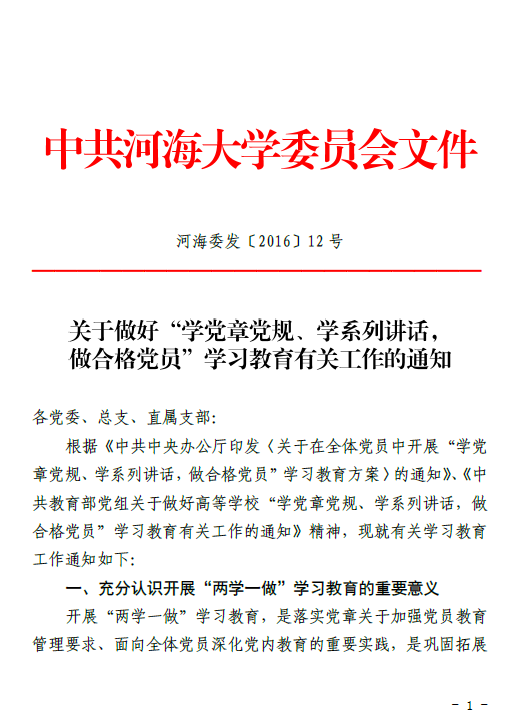 中共河海大学委员会文件
河海委发〔2016〕12号
关于做好“学党章党规、学系列讲话，
做合格党员”学习教育有关工作的通知
各党委、总支、直属支部：
根据《中共中央办公厅印发〈关于在全体党员中开展“学党
章党规、学系列讲话，做合格党员”学习教育方案〉的通知》、《中
共教育部党组关于做好高等学校“学党章党规、学系列讲话，做
合格党员”学习教育有关工作的通知》精神，现就有关学习教育
工作通知如下：
一、充分认识开展“两学一做”学习教育的重要意义
开展“两学一做”学习教育，是落实党章关于加强党员教育
管理要求、面向全体党员深化党内教育的重要实践，是巩固拓展
- 1 -